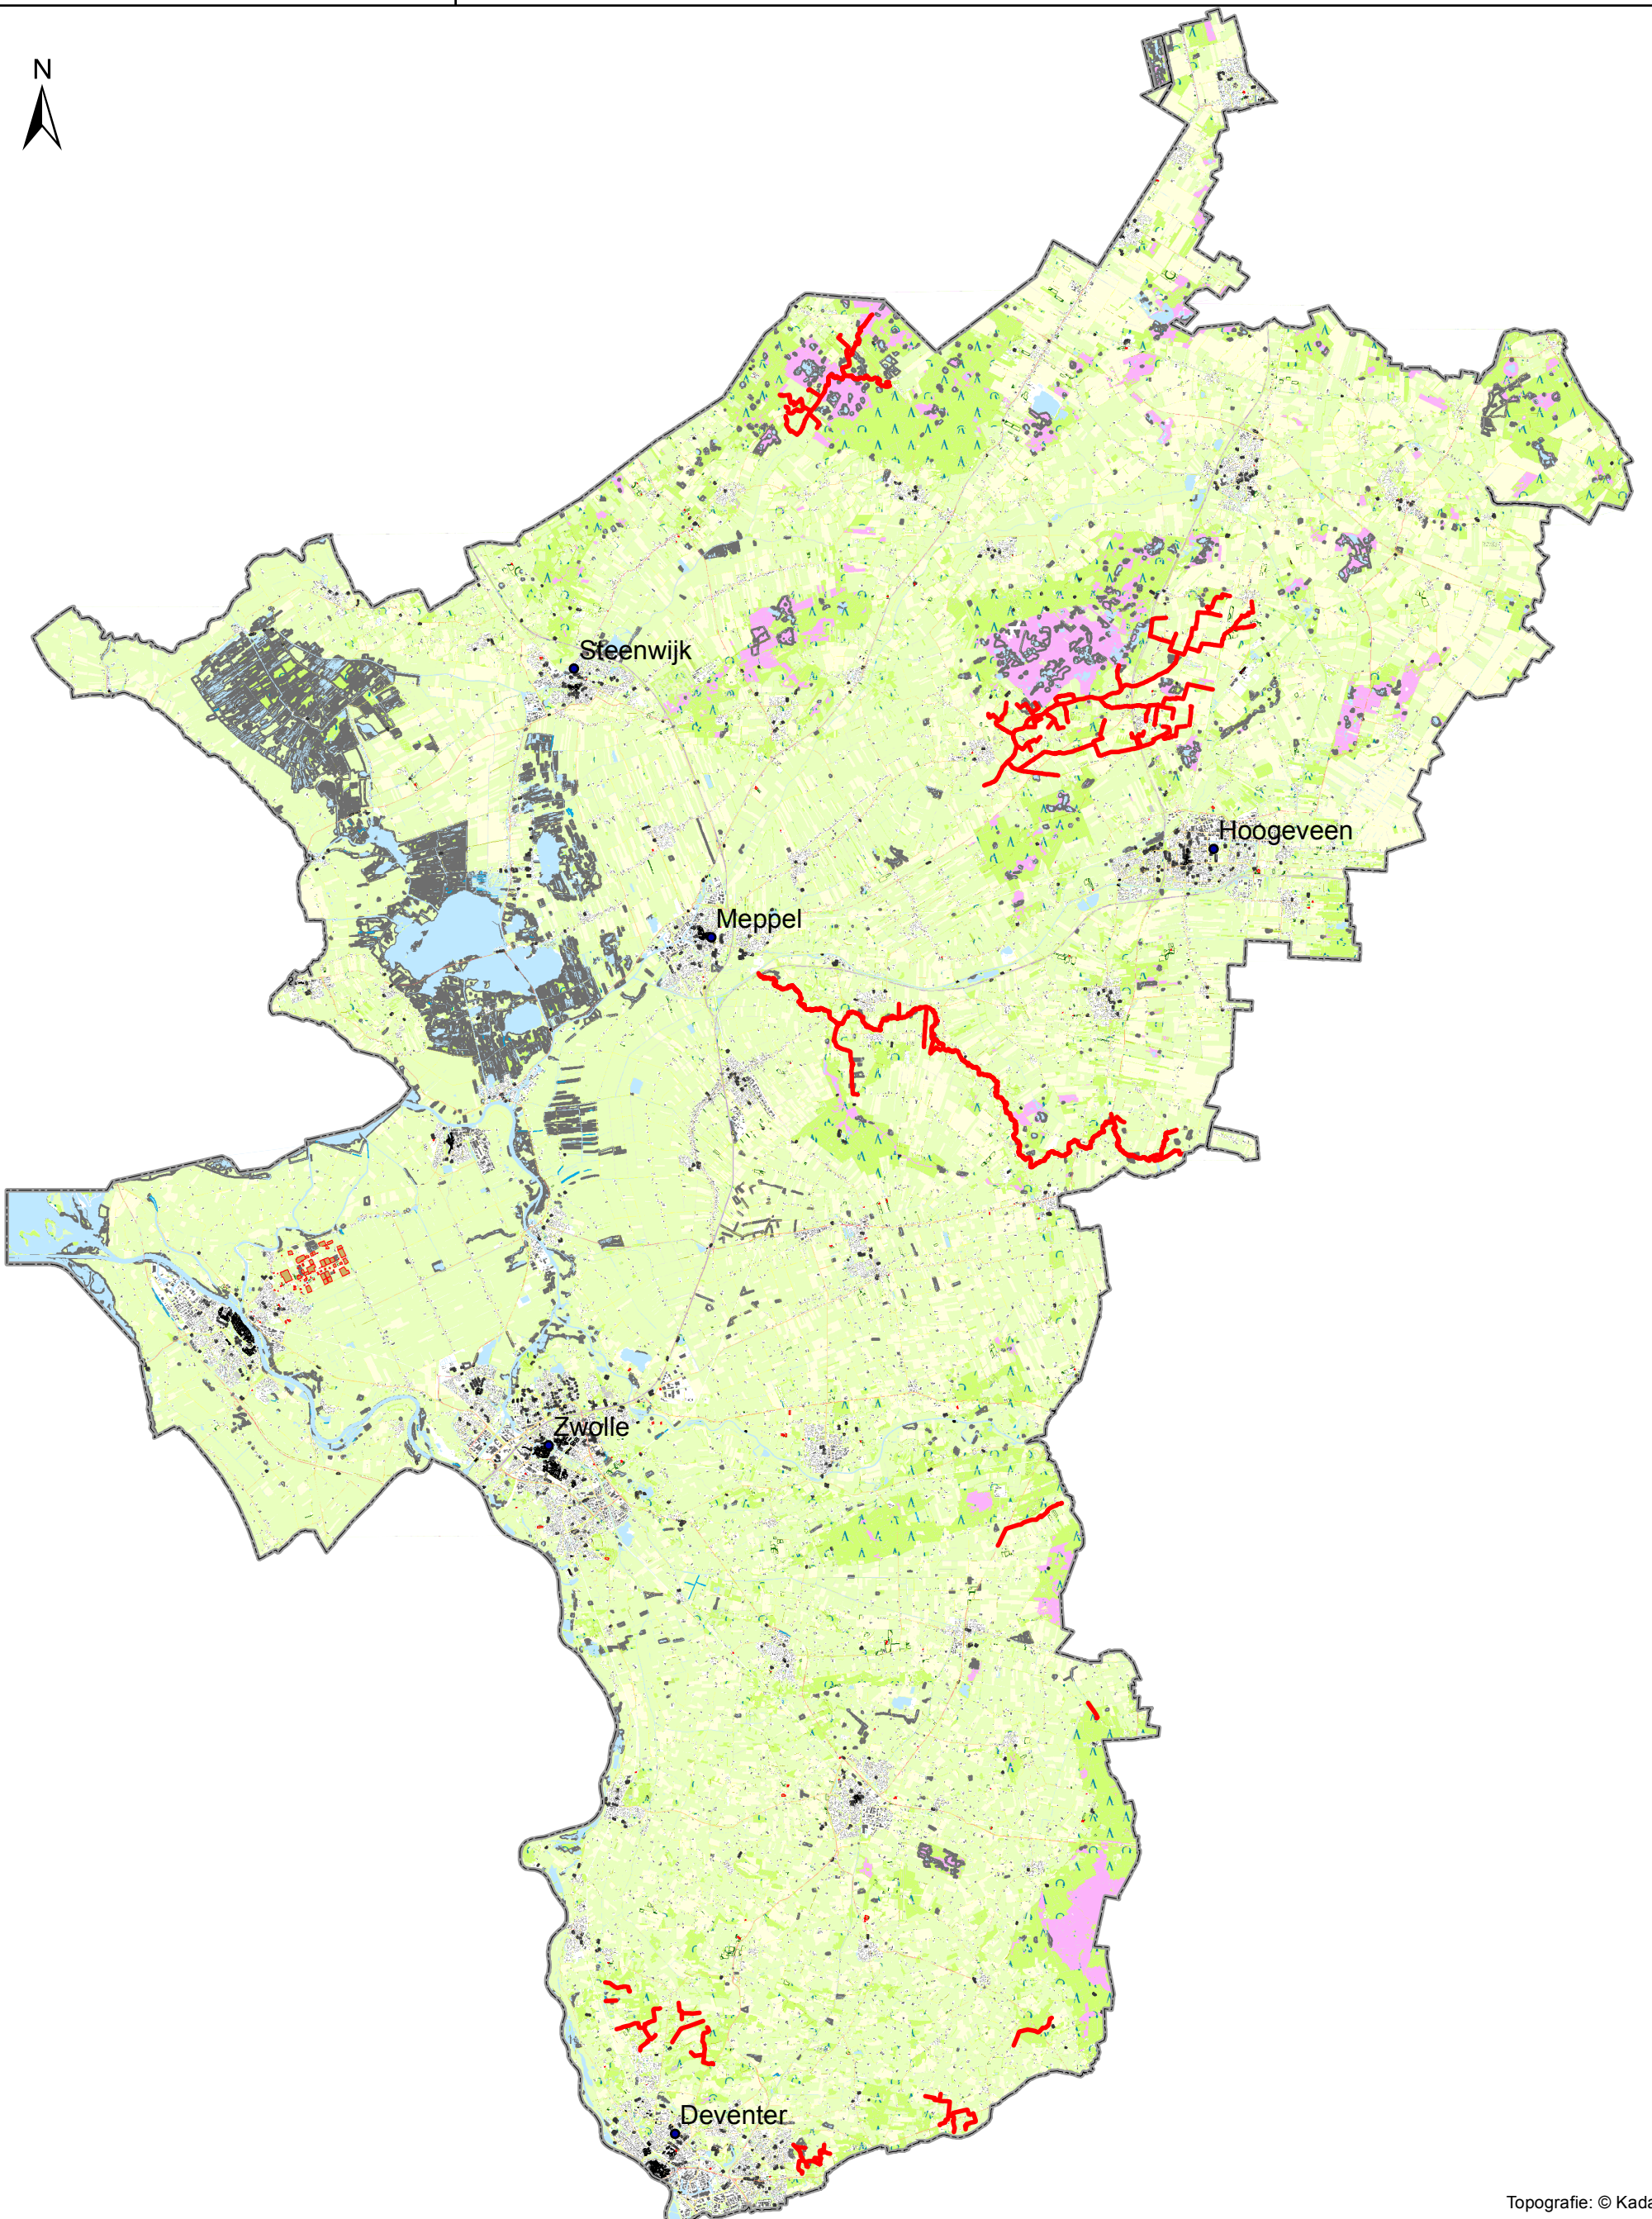 N
Steenwijk
Hoogeveen
Meppel
Zwolle
Deventer
Topografie: © Kada